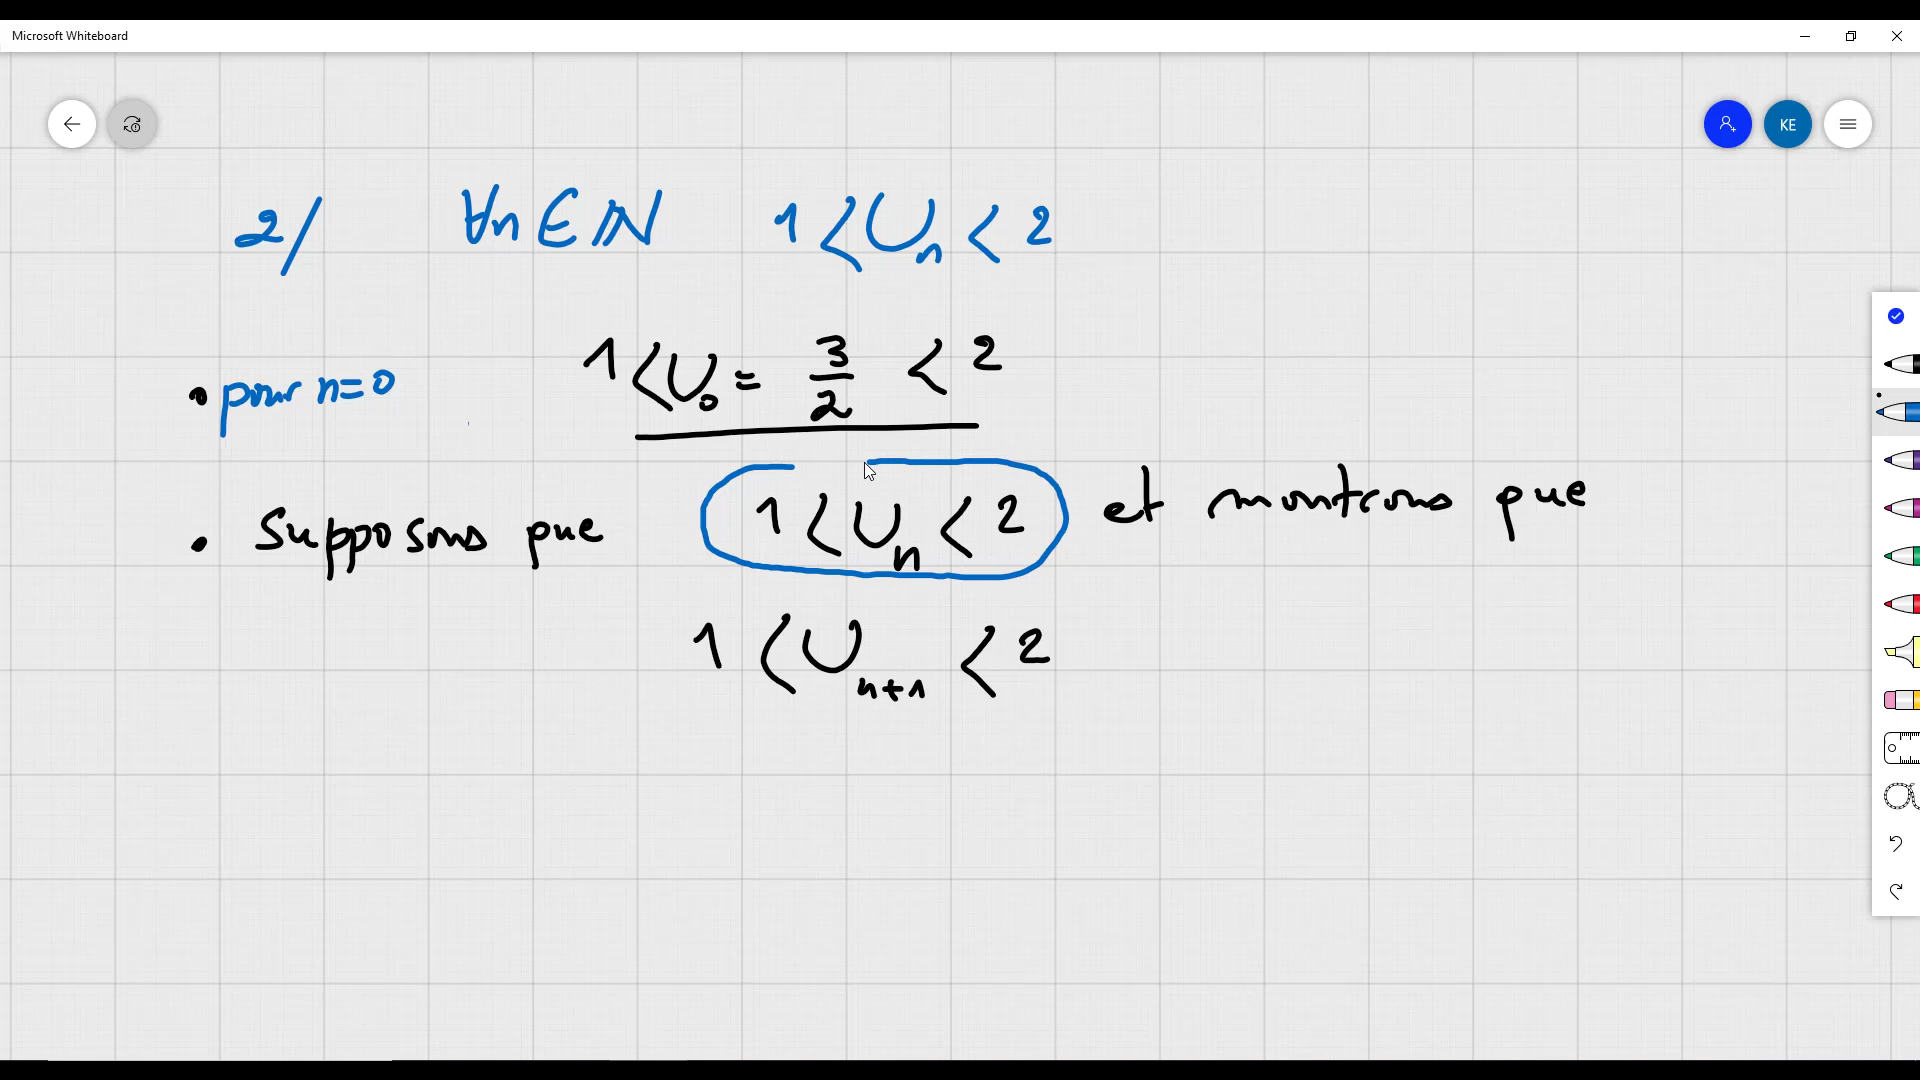 Microsoft Whiteboard
KE
2/ ∀n ∈ ℕ 1 < Uₙ < 2
• pour n=0 1 < U₀ = 3/2 < 2
• Supposons que 1 < Uₙ < 2 et montrons que
1 < Uₙ₊₁ < 2